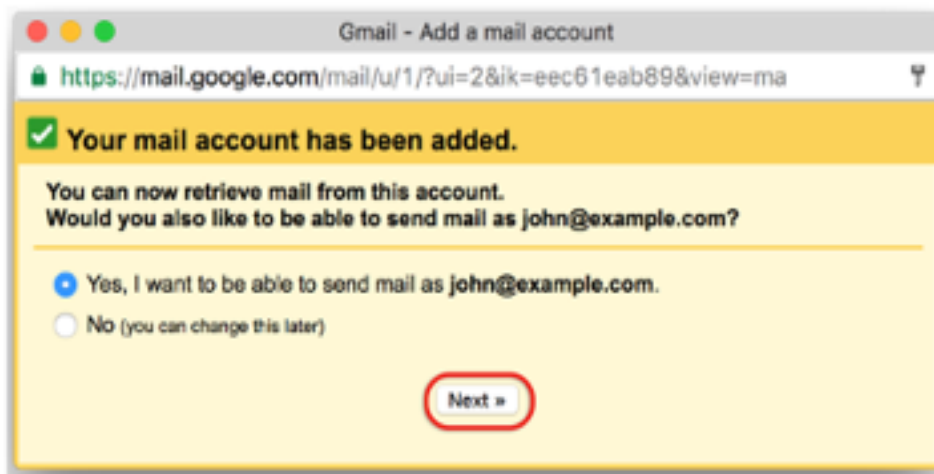 Gmail - Add a mail account
https://mail.google.com/mail/u/1/?ui=2&ik=eec61eab89&view=ma
Your mail account has been added.
You can now retrieve mail from this account.
Would you also like to be able to send mail as john@example.com?
Yes, I want to be able to send mail as john@example.com.
No (you can change this later)
Next »